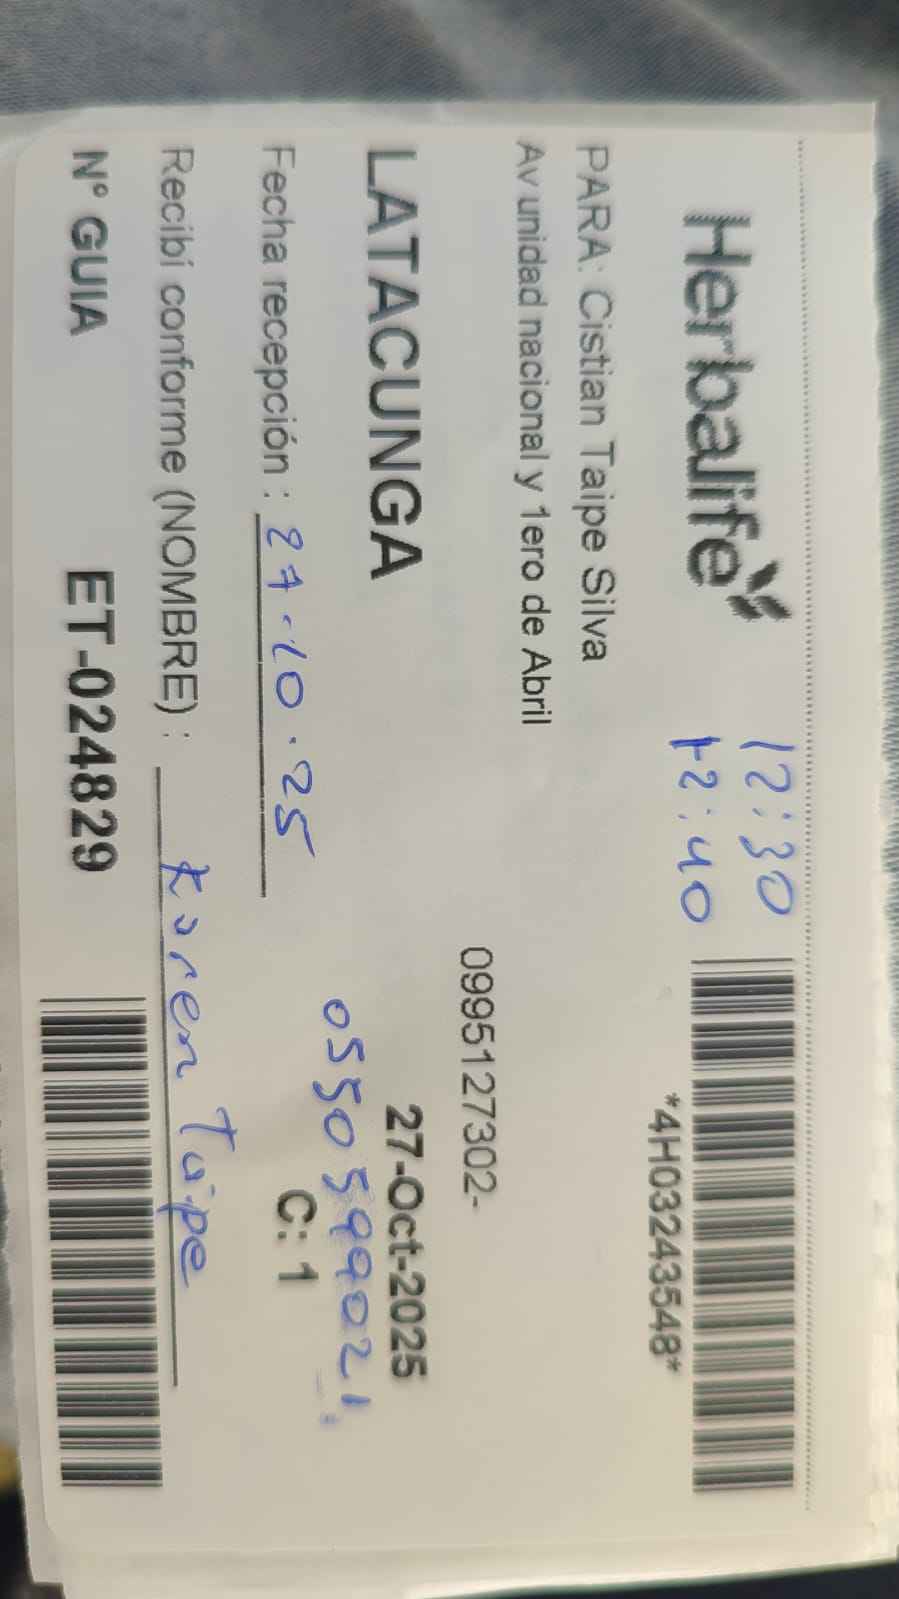 Herbalife
12:30
12:40
*4H03243548*
PARA: Cistian Taipe Silva
Av unidad nacional y 1ero de Abril
0995127302-
LATACUNGA
27-Oct-2025
0550599021
Fecha recepción : 27.10.25
C: 1
Recibí conforme (NOMBRE) : Karen Taipe
N° GUIA
ET-024829